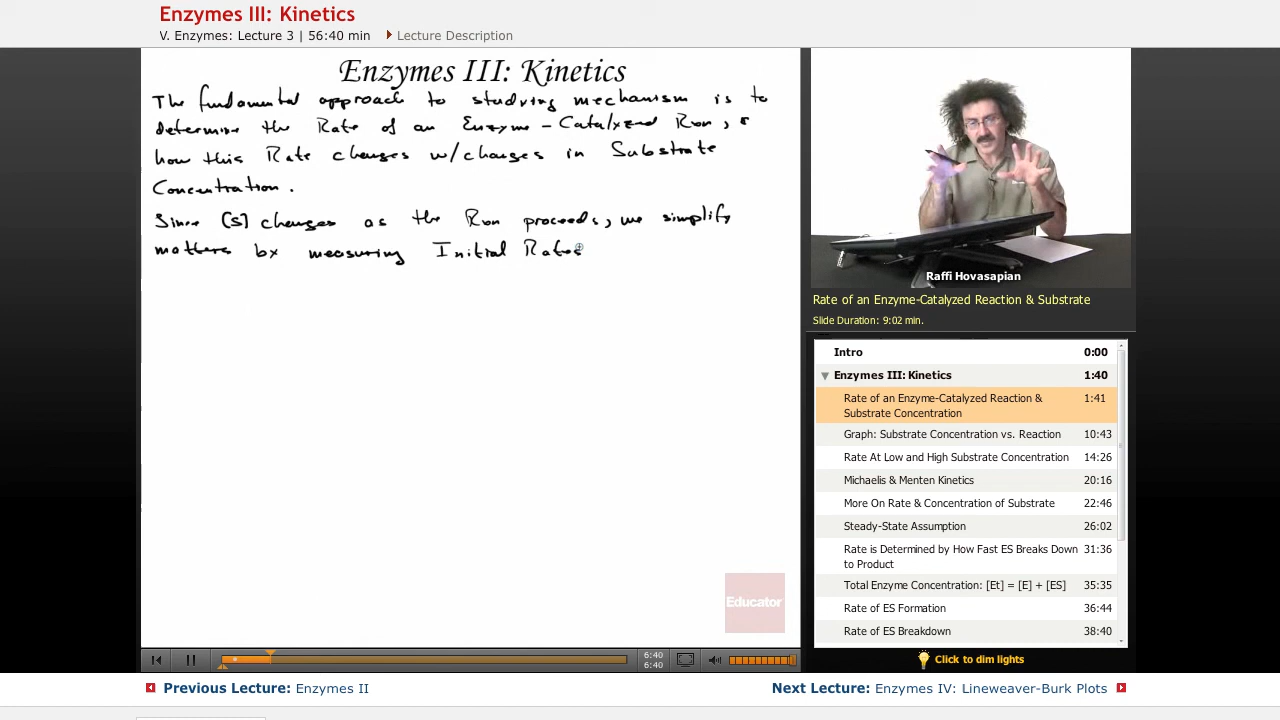 Enzymes III: Kinetics
V. Enzymes: Lecture 3 | 56:40 min
Lecture Description
Enzymes III: Kinetics
The fundamental approach to studying mechanism is to
determine the Rate of an Enzyme-Catalyzed Rxn, &
how this Rate changes w/changes in Substrate
Concentration.
Since [S] changes as the Rxn proceeds, we simplify
matters by measuring Initial Rates
Educator
Raffi Hovasapian
Rate of an Enzyme-Catalyzed Reaction & Substrate
Slide Duration: 9:02 min.
Intro 0:00
Enzymes III: Kinetics 1:40
Rate of an Enzyme-Catalyzed Reaction & 1:41
Substrate Concentration
Graph: Substrate Concentration vs. Reaction 10:43
Rate At Low and High Substrate Concentration 14:26
Michaelis & Menten Kinetics 20:16
More On Rate & Concentration of Substrate 22:46
Steady-State Assumption 26:02
Rate is Determined by How Fast ES Breaks Down 31:36
to Product
Total Enzyme Concentration: [Et] = [E] + [ES] 35:35
Rate of ES Formation 36:44
Rate of ES Breakdown 38:40
6:40
6:40
Click to dim lights
Previous Lecture: Enzymes II
Next Lecture: Enzymes IV: Lineweaver-Burk Plots